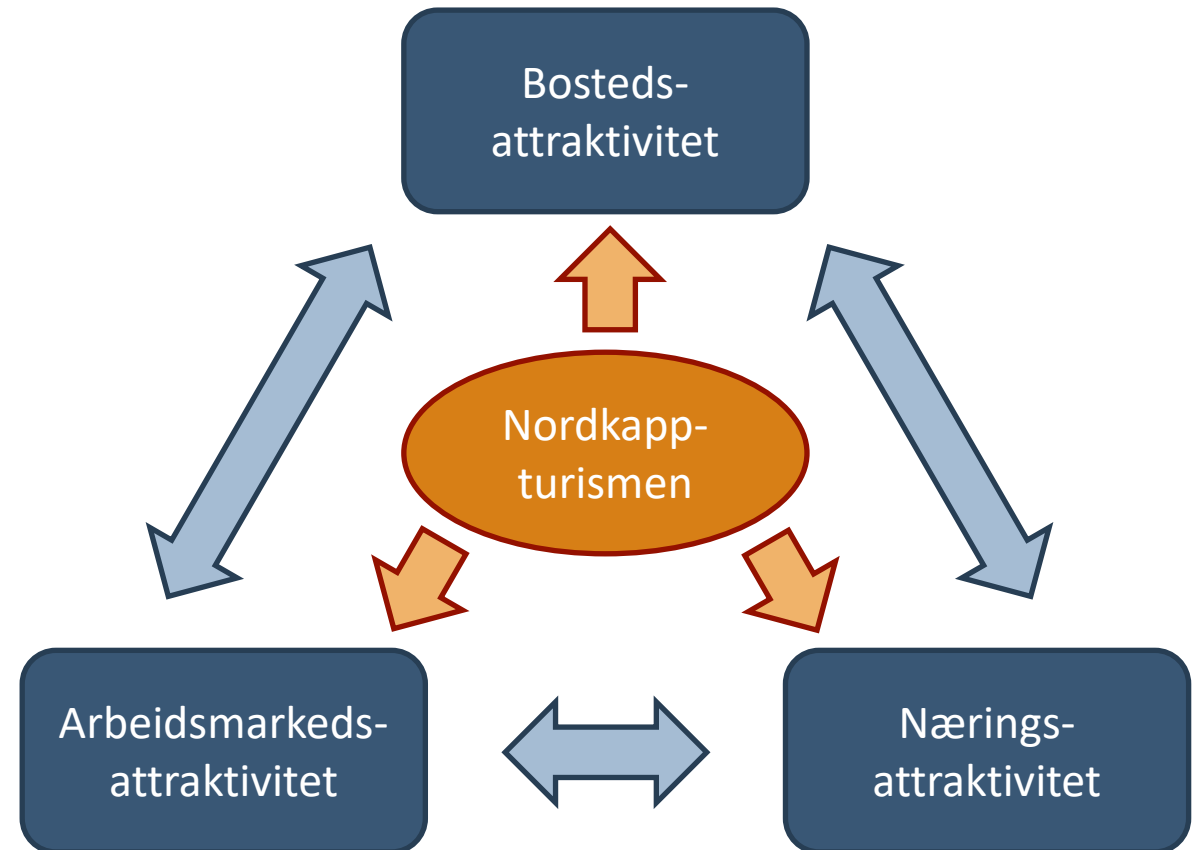 Bosteds-
attraktivitet
Nordkapp-
turismen
Arbeidsmarkeds-
attraktivitet
Nærings-
attraktivitet